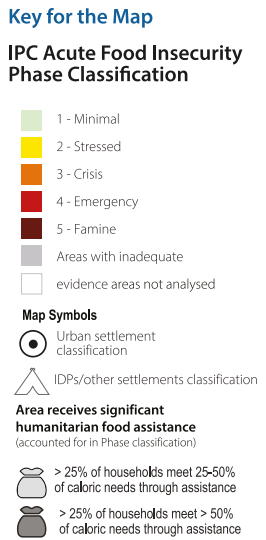 Key for the Map
IPC Acute Food Insecurity
Phase Classification
1 - Minimal
2 - Stressed
3 - Crisis
4 - Emergency
5 - Famine
Areas with inadequate
evidence areas not analysed
Map Symbols
Urban settlement
classification
IDPs/other settlements classification
Area receives significant
humanitarian food assistance
(accounted for in Phase classification)
> 25% of households meet 25-50%
of caloric needs through assistance
> 25% of households meet > 50%
of caloric needs through assistance